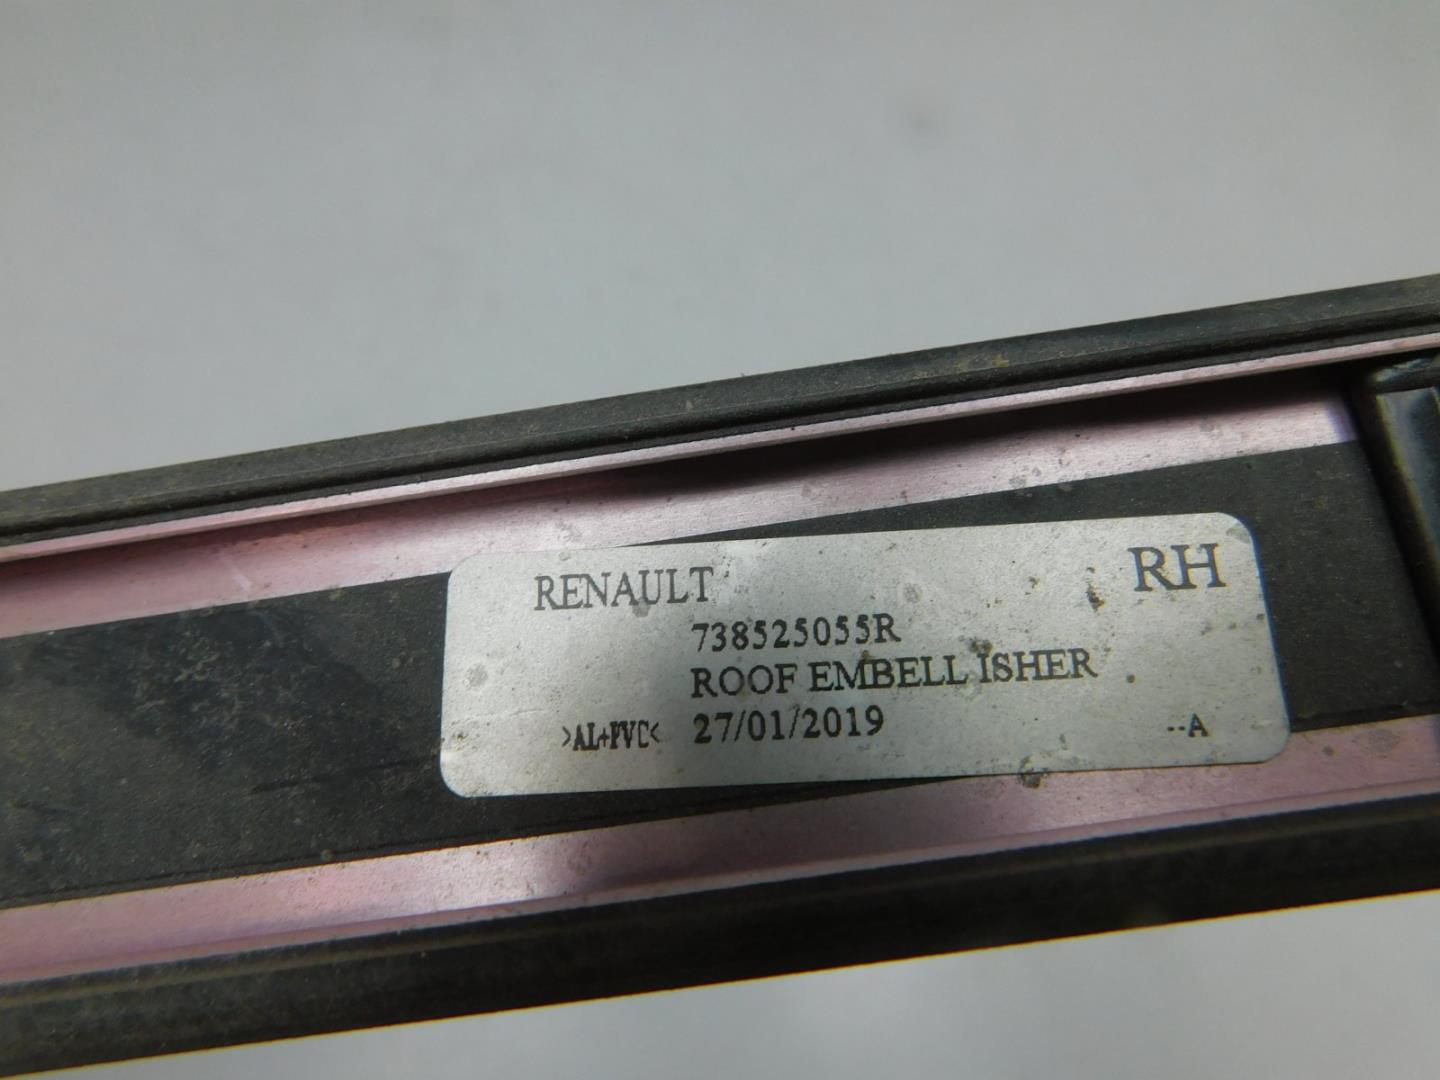 RENAULT RH
738525055R
ROOF EMBELL ISHER
>AL+PVC< 27/01/2019 --A